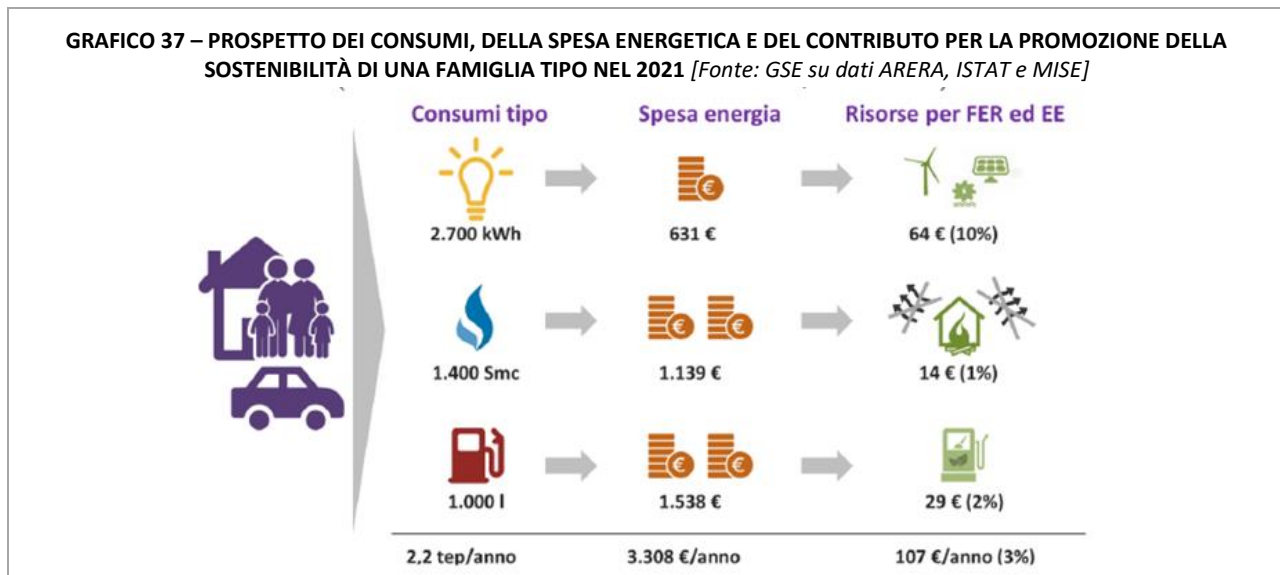 GRAFICO 37 – PROSPETTO DEI CONSUMI, DELLA SPESA ENERGETICA E DEL CONTRIBUTO PER LA PROMOZIONE DELLA
SOSTENIBILITÀ DI UNA FAMIGLIA TIPO NEL 2021 [Fonte: GSE su dati ARERA, ISTAT e MISE]
Consumi tipo Spesa energia Risorse per FER ed EE
€
2.700 kWh 631 € 64 € (10%)
€ €
1.400 Smc 1.139 € 14 € (1%)
€ €
1.000 l 1.538 € 29 € (2%)
2,2 tep/anno 3.308 €/anno 107 €/anno (3%)